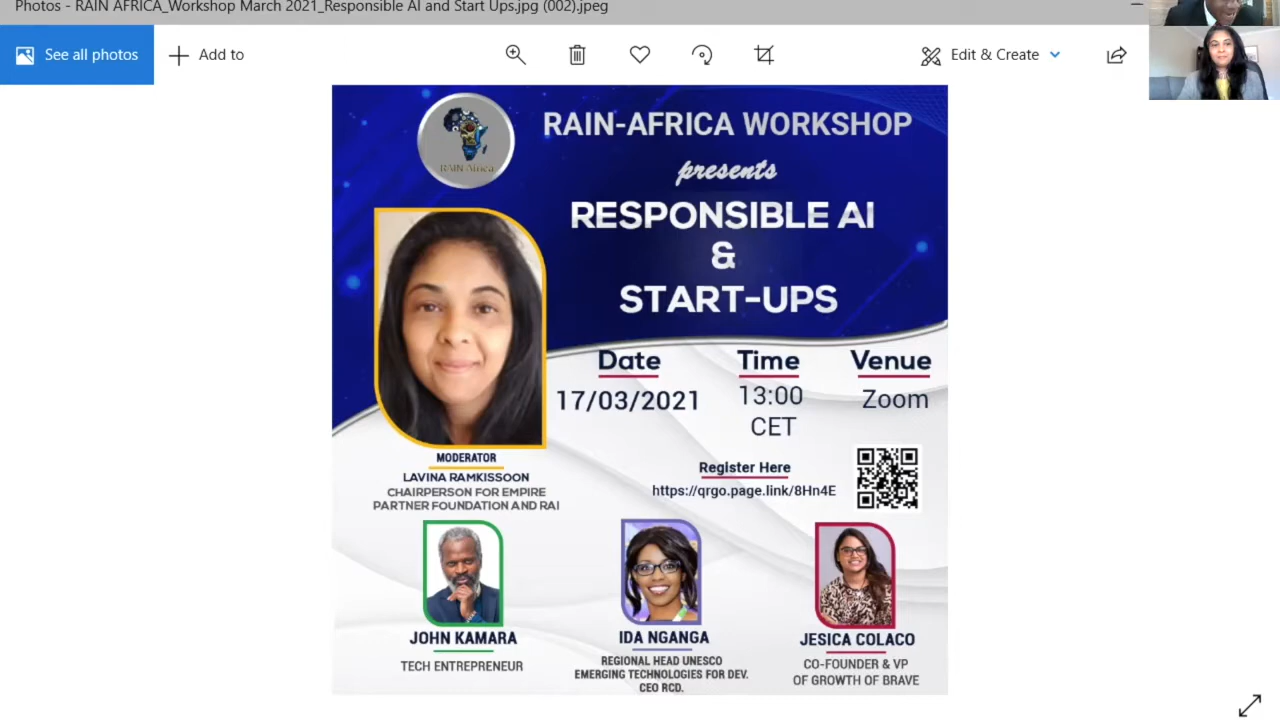 Photos - RAIN AFRICA_Workshop March 2021_Responsible AI and Start Ups.jpg (002).jpeg
See all photos
Add to
Edit & Create
RAIN Africa
RAIN-AFRICA WORKSHOP
presents
RESPONSIBLE AI
&
START-UPS
Date
Time
Venue
17/03/2021
13:00
CET
Zoom
MODERATOR
LAVINA RAMKISSOON
CHAIRPERSON FOR EMPIRE
PARTNER FOUNDATION AND RAI
Register Here
https://qrgo.page.link/8Hn4E
JOHN KAMARA
TECH ENTREPRENEUR
IDA NGANGA
REGIONAL HEAD UNESCO
EMERGING TECHNOLOGIES FOR DEV.
CEO RCD.
JESICA COLACO
CO-FOUNDER & VP
OF GROWTH OF BRAVE